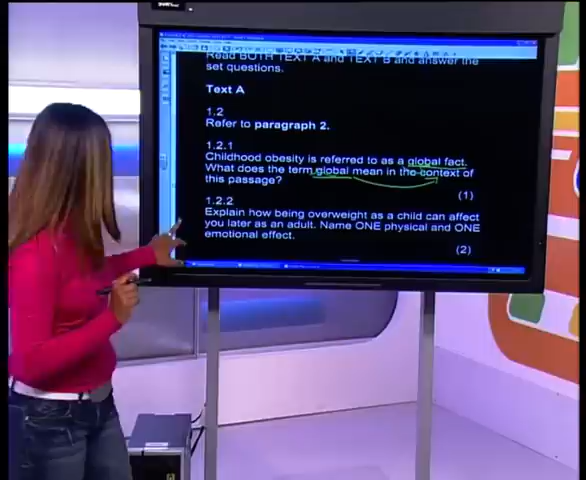 Read BOTH TEXT A and TEXT B and answer the
set questions.
Text A
1.2
Refer to paragraph 2.
1.2.1
Childhood obesity is referred to as a global fact.
What does the term global mean in the context of
this passage?
(1)
1.2.2
Explain how being overweight as a child can affect
you later as an adult. Name ONE physical and ONE
emotional effect.
(2)